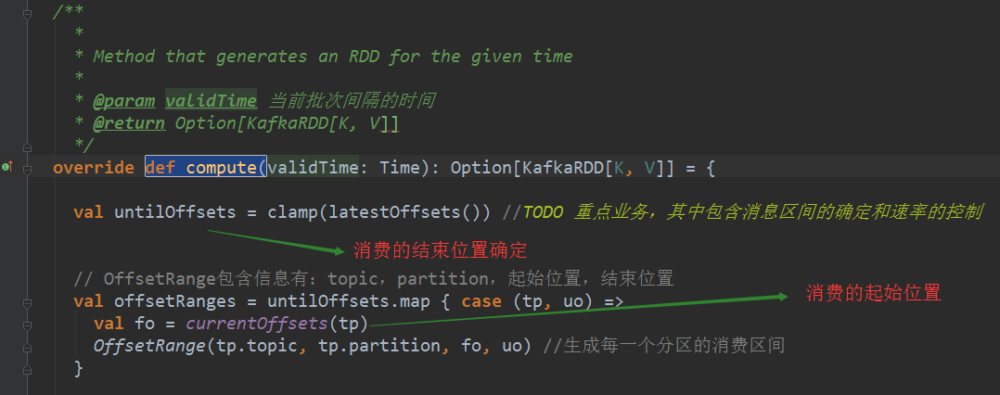 /**
*
* Method that generates an RDD for the given time
*
* @param validTime 当前批次间隔的时间
* @return Option[KafkaRDD[K, V]]
*/
override def compute(validTime: Time): Option[KafkaRDD[K, V]] = {
val untilOffsets = clamp(latestOffsets()) //TODO 重点业务，其中包含消息区间的确定和速率的控制
消费的结束位置确定
// OffsetRange包含信息有：topic，partition，起始位置，结束位置
val offsetRanges = untilOffsets.map { case (tp, uo) =>
消费的起始位置
val fo = currentOffsets(tp)
OffsetRange(tp.topic, tp.partition, fo, uo) //生成每一个分区的消费区间
}